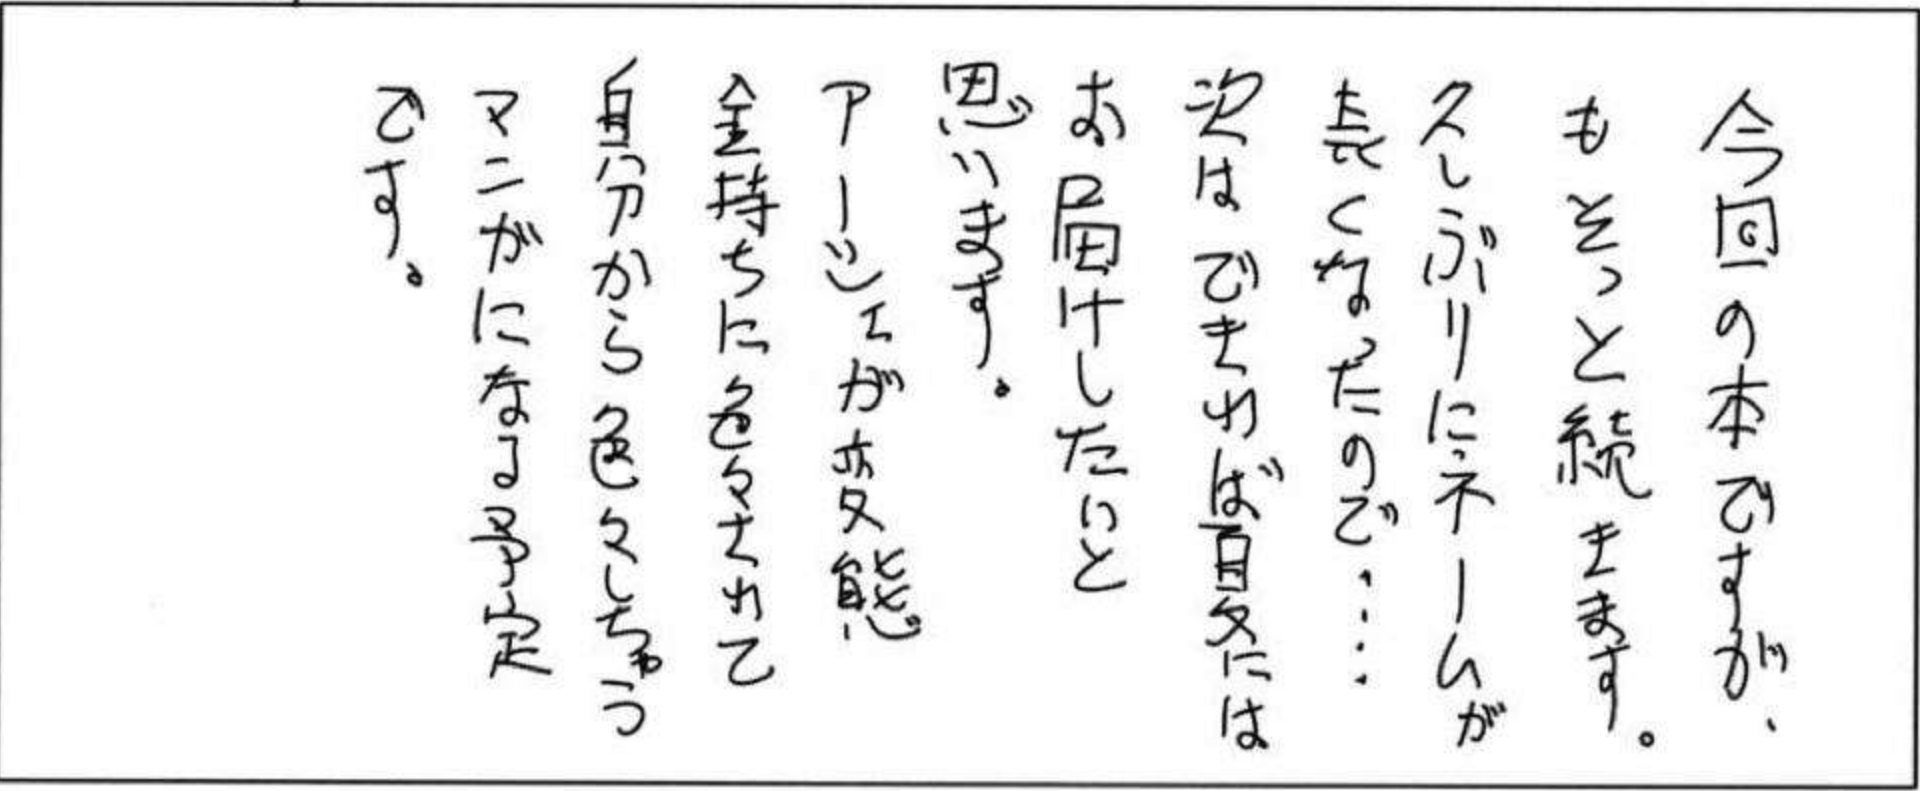 今回の本ですが、
もそっと続きます。
久しぶりにネームが
長くなったので‥‥
次はできれば夏には
お届けしたいと
思います。
アーシェが変態
金持ちに色々されて
自分から色々しちゃう
マンガになる予定
です。